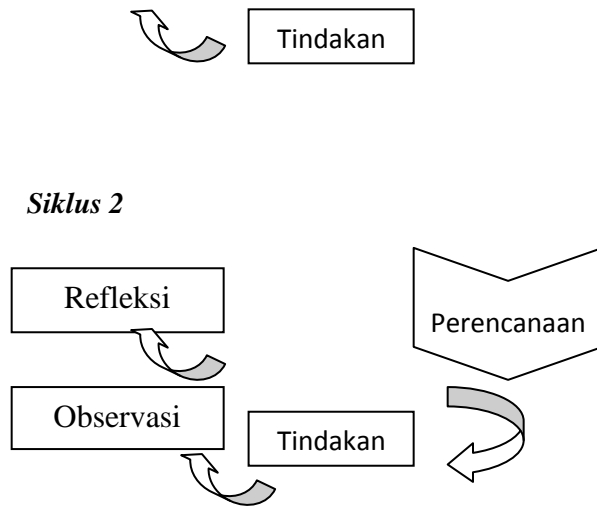 Tindakan
Siklus 2
Refleksi
Perencanaan
Observasi
Tindakan